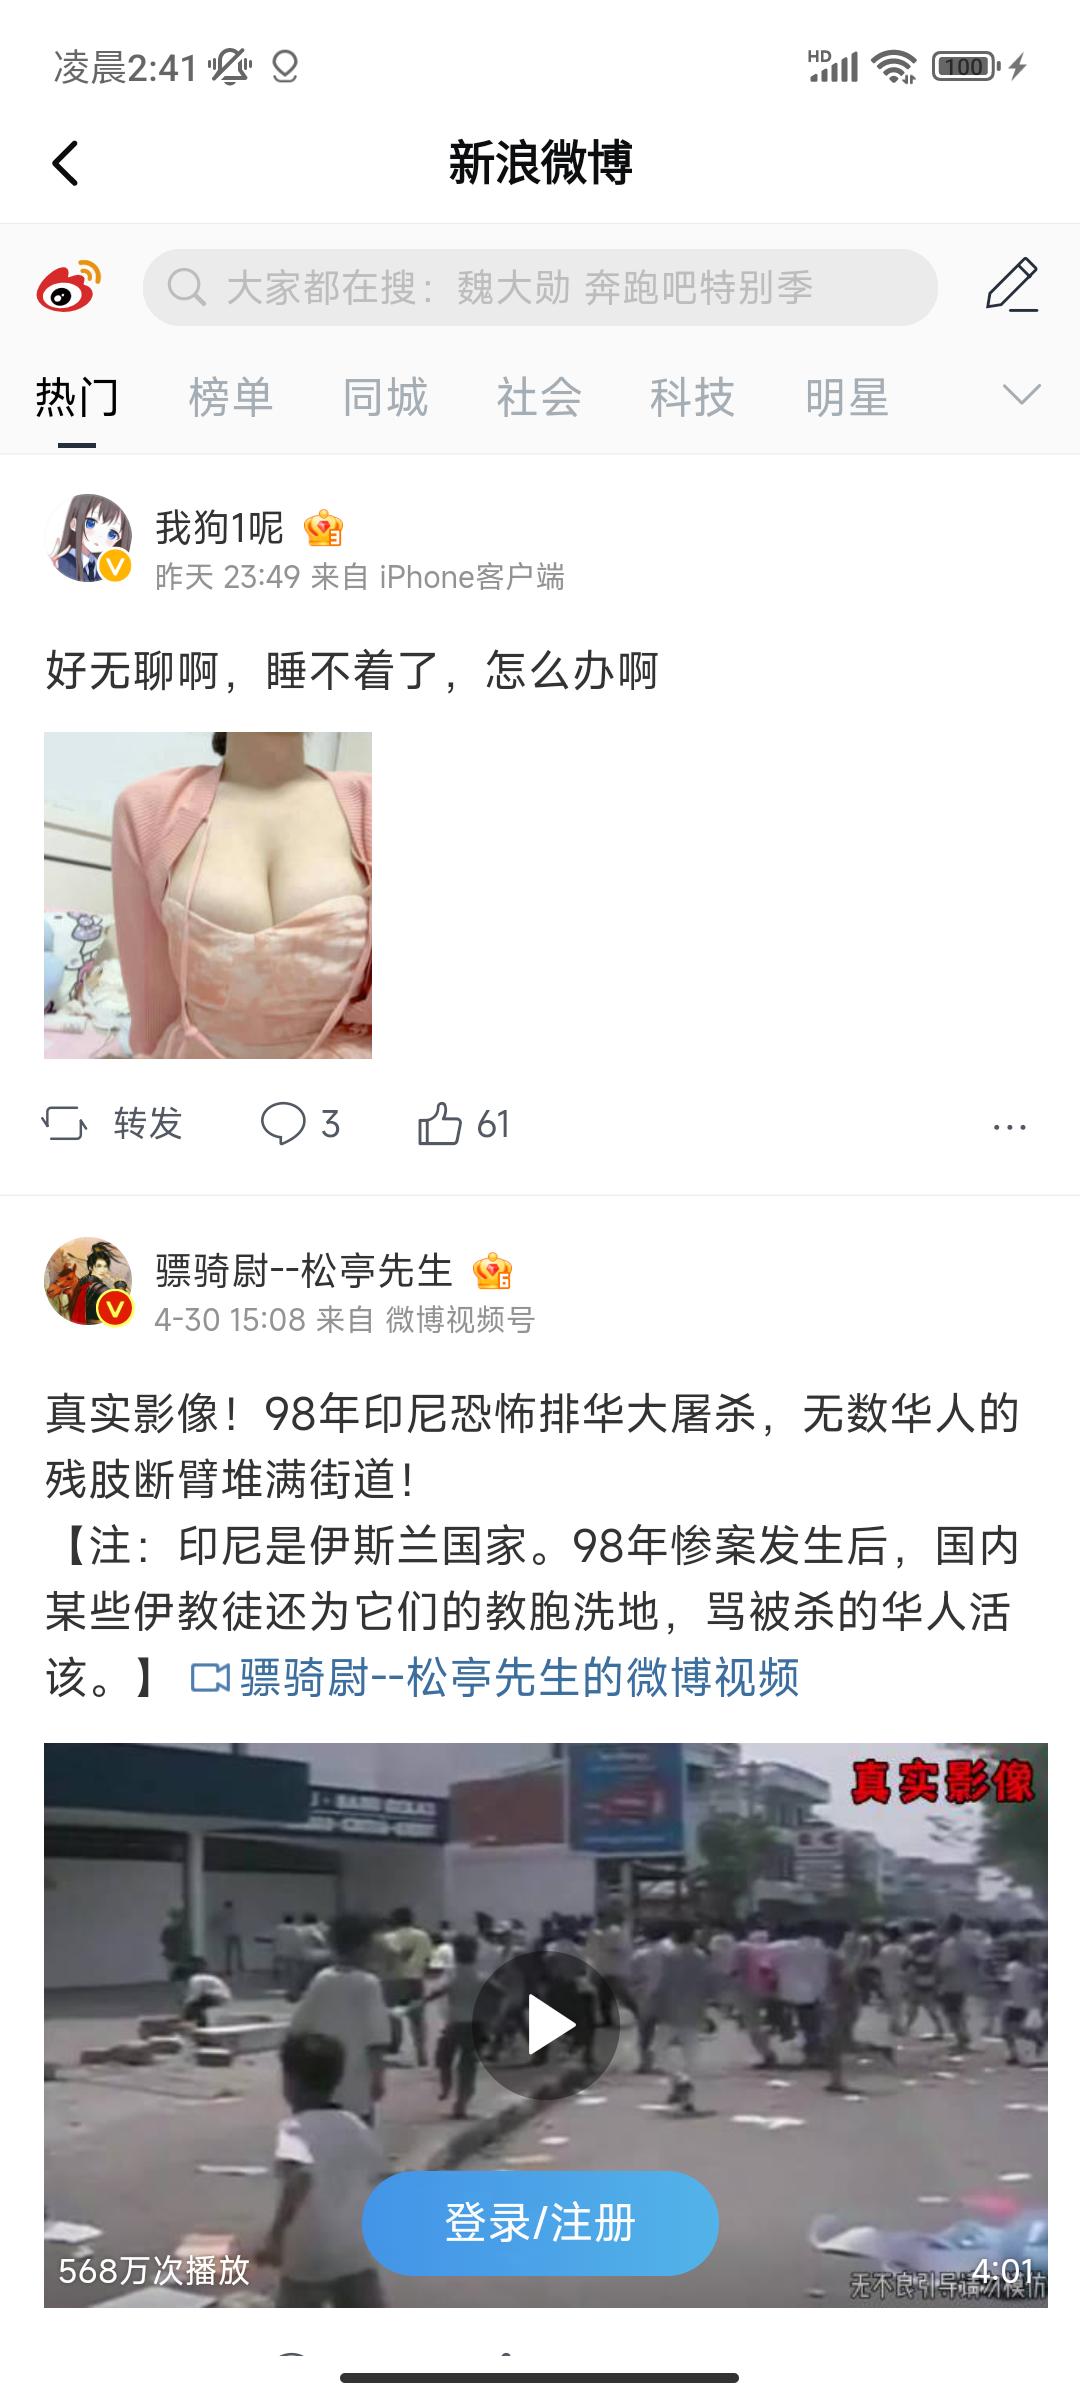 凌晨2:41
HD
100
新浪微博
大家都在搜：魏大勋 奔跑吧特别季
热门 榜单 同城 社会 科技 明星
我狗1呢
3
昨天 23:49 来自 iPhone客户端
好无聊啊，睡不着了，怎么办啊
转发 3 61
骠骑尉--松亭先生
6
4-30 15:08 来自 微博视频号
真实影像！98年印尼恐怖排华大屠杀，无数华人的
残肢断臂堆满街道！
【注：印尼是伊斯兰国家。98年惨案发生后，国内
某些伊教徒还为它们的教胞洗地，骂被杀的华人活
该。】 骠骑尉--松亭先生的微博视频
真实影像
登录/注册
568万次播放
4:01
无不良引导请勿模仿